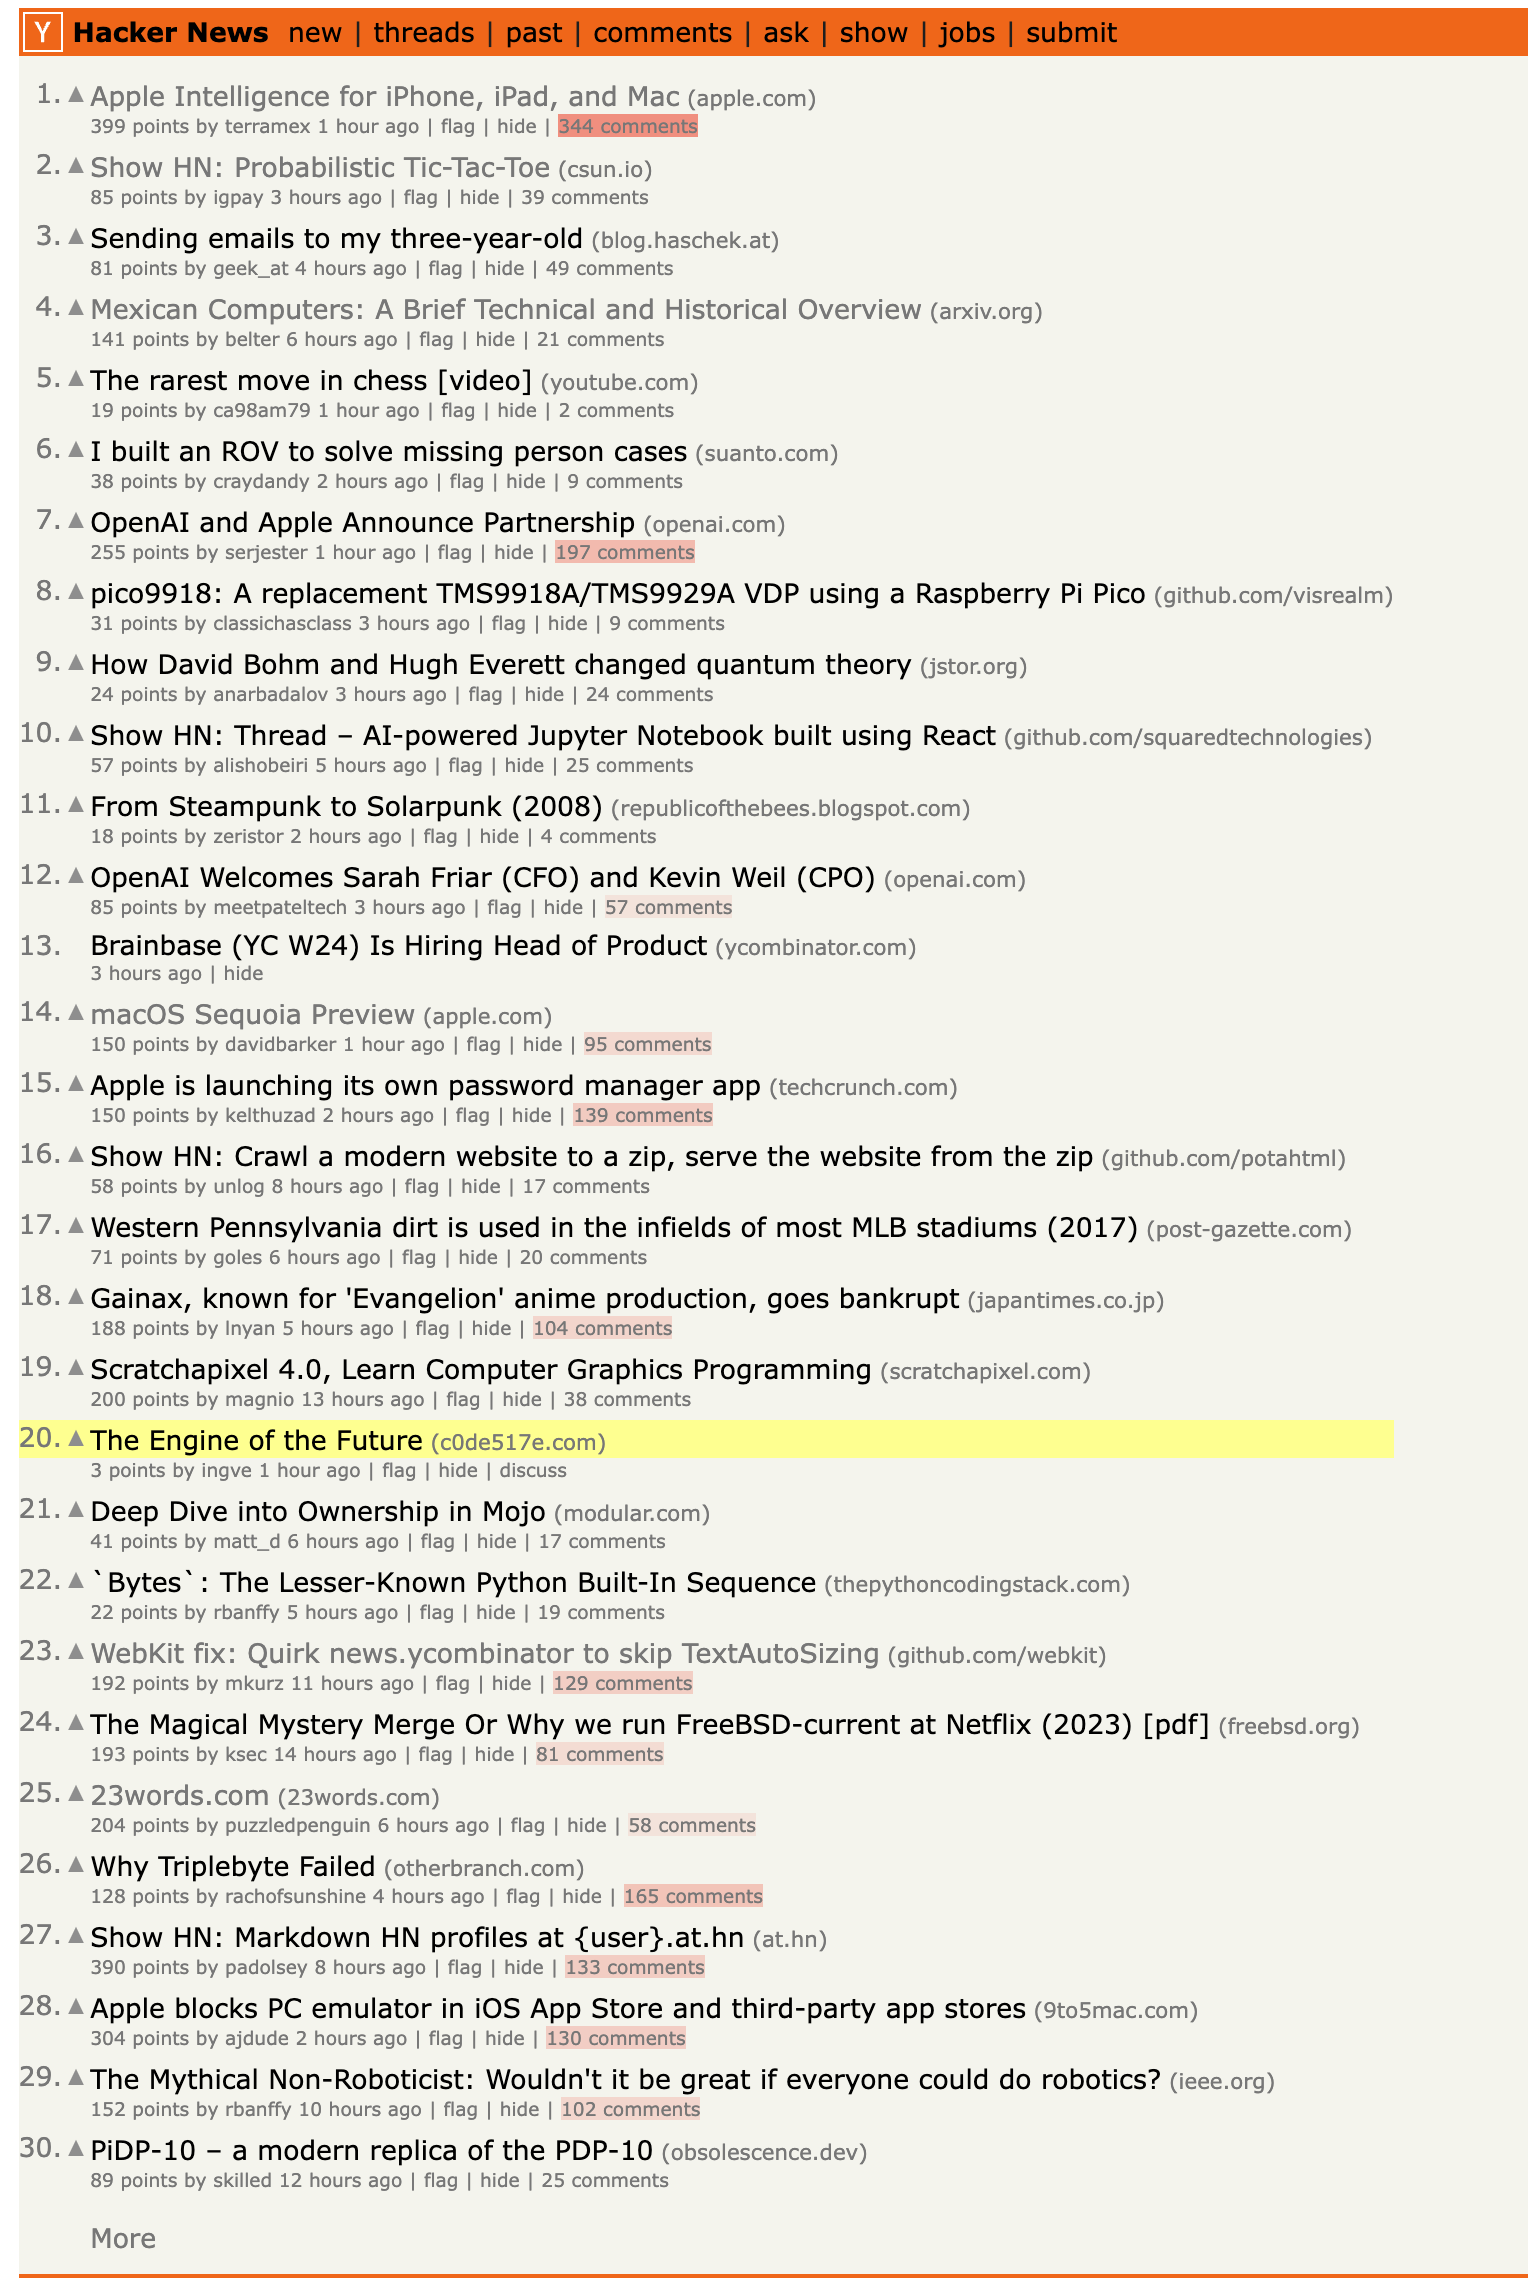 Y Hacker News new | threads | past | comments | ask | show | jobs | submit
1. ▲ Apple Intelligence for iPhone, iPad, and Mac (apple.com)
399 points by terramex 1 hour ago | flag | hide | 344 comments
2. ▲ Show HN: Probabilistic Tic-Tac-Toe (csun.io)
85 points by igpay 3 hours ago | flag | hide | 39 comments
3. ▲ Sending emails to my three-year-old (blog.haschek.at)
81 points by geek_at 4 hours ago | flag | hide | 49 comments
4. ▲ Mexican Computers: A Brief Technical and Historical Overview (arxiv.org)
141 points by belter 6 hours ago | flag | hide | 21 comments
5. ▲ The rarest move in chess [video] (youtube.com)
19 points by ca98am79 1 hour ago | flag | hide | 2 comments
6. ▲ I built an ROV to solve missing person cases (suanto.com)
38 points by craydandy 2 hours ago | flag | hide | 9 comments
7. ▲ OpenAI and Apple Announce Partnership (openai.com)
255 points by serjester 1 hour ago | flag | hide | 197 comments
8. ▲ pico9918: A replacement TMS9918A/TMS9929A VDP using a Raspberry Pi Pico (github.com/visrealm)
31 points by classichasclass 3 hours ago | flag | hide | 9 comments
9. ▲ How David Bohm and Hugh Everett changed quantum theory (jstor.org)
24 points by anarbadalov 3 hours ago | flag | hide | 24 comments
10. ▲ Show HN: Thread – AI-powered Jupyter Notebook built using React (github.com/squaredtechnologies)
57 points by alishobeiri 5 hours ago | flag | hide | 25 comments
11. ▲ From Steampunk to Solarpunk (2008) (republicofthebees.blogspot.com)
18 points by zeristor 2 hours ago | flag | hide | 4 comments
12. ▲ OpenAI Welcomes Sarah Friar (CFO) and Kevin Weil (CPO) (openai.com)
85 points by meetpateltech 3 hours ago | flag | hide | 57 comments
13. Brainbase (YC W24) Is Hiring Head of Product (ycombinator.com)
3 hours ago | hide
14. ▲ macOS Sequoia Preview (apple.com)
150 points by davidbarker 1 hour ago | flag | hide | 95 comments
15. ▲ Apple is launching its own password manager app (techcrunch.com)
150 points by kelthuzad 2 hours ago | flag | hide | 139 comments
16. ▲ Show HN: Crawl a modern website to a zip, serve the website from the zip (github.com/potahtml)
58 points by unlog 8 hours ago | flag | hide | 17 comments
17. ▲ Western Pennsylvania dirt is used in the infields of most MLB stadiums (2017) (post-gazette.com)
71 points by goles 6 hours ago | flag | hide | 20 comments
18. ▲ Gainax, known for 'Evangelion' anime production, goes bankrupt (japantimes.co.jp)
188 points by lnyan 5 hours ago | flag | hide | 104 comments
19. ▲ Scratchapixel 4.0, Learn Computer Graphics Programming (scratchapixel.com)
200 points by magnio 13 hours ago | flag | hide | 38 comments
20. ▲ The Engine of the Future (c0de517e.com)
3 points by ingve 1 hour ago | flag | hide | discuss
21. ▲ Deep Dive into Ownership in Mojo (modular.com)
41 points by matt_d 6 hours ago | flag | hide | 17 comments
22. ▲ `Bytes`: The Lesser-Known Python Built-In Sequence (thepythoncodingstack.com)
22 points by rbanffy 5 hours ago | flag | hide | 19 comments
23. ▲ WebKit fix: Quirk news.ycombinator to skip TextAutoSizing (github.com/webkit)
192 points by mkurz 11 hours ago | flag | hide | 129 comments
24. ▲ The Magical Mystery Merge Or Why we run FreeBSD-current at Netflix (2023) [pdf] (freebsd.org)
193 points by ksec 14 hours ago | flag | hide | 81 comments
25. ▲ 23words.com (23words.com)
204 points by puzzledpenguin 6 hours ago | flag | hide | 58 comments
26. ▲ Why Triplebyte Failed (otherbranch.com)
128 points by rachofsunshine 4 hours ago | flag | hide | 165 comments
27. ▲ Show HN: Markdown HN profiles at {user}.at.hn (at.hn)
390 points by padolsey 8 hours ago | flag | hide | 133 comments
28. ▲ Apple blocks PC emulator in iOS App Store and third-party app stores (9to5mac.com)
304 points by ajdude 2 hours ago | flag | hide | 130 comments
29. ▲ The Mythical Non-Roboticist: Wouldn't it be great if everyone could do robotics? (ieee.org)
152 points by rbanffy 10 hours ago | flag | hide | 102 comments
30. ▲ PiDP-10 – a modern replica of the PDP-10 (obsolescence.dev)
89 points by skilled 12 hours ago | flag | hide | 25 comments
More